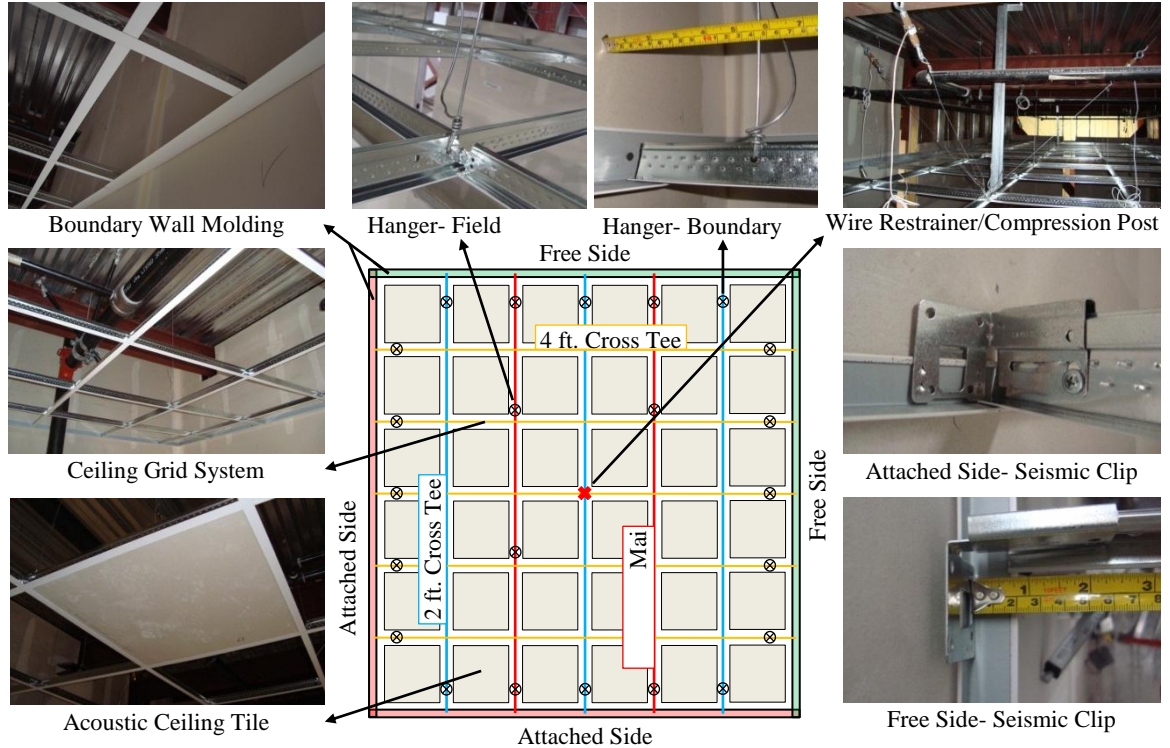 Boundary Wall Molding
Hanger- Field
Hanger- Boundary
Wire Restrainer/Compression Post
Free Side
4 ft. Cross Tee
Ceiling Grid System
Attached Side- Seismic Clip
Attached Side
2 ft. Cross Tee
Mai
Free Side
Acoustic Ceiling Tile
Attached Side
Free Side- Seismic Clip